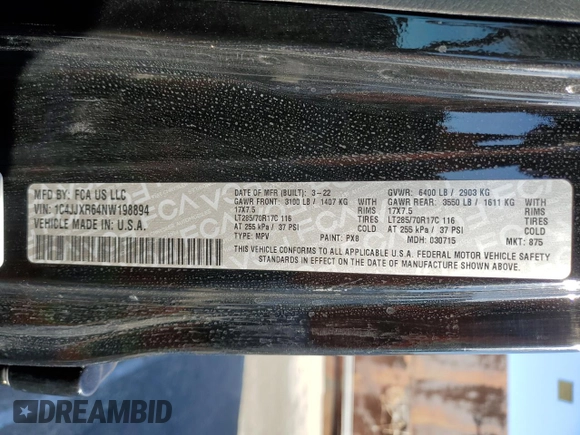 MFD BY: FCA US LLC
VIN: 1C4JJXR64NW198894
VEHICLE MADE IN: U.S.A.
DATE OF MFR (BUILT): 3-22
GAWR FRONT: 3100 LB / 1407 KG
17X7.5 RIMS
LT285/70R17C 116 TIRES
AT 255 kPa / 37 PSI COLD
TYPE: MPV PAINT: PX8
GVWR: 6400 LB / 2903 KG
GAWR REAR: 3550 LB / 1611 KG
17X7.5 RIMS
LT285/70R17C 116 TIRES
AT 255 kPa / 37 PSI COLD
MDH: 030715 MKT: 875
THIS VEHICLE CONFORMS TO ALL APPLICABLE U.S.A. FEDERAL MOTOR VEHICLE SAFETY
STANDARDS IN EFFECT ON THE DATE OF MANUFACTURE SHOWN ABOVE.
DREAMBID